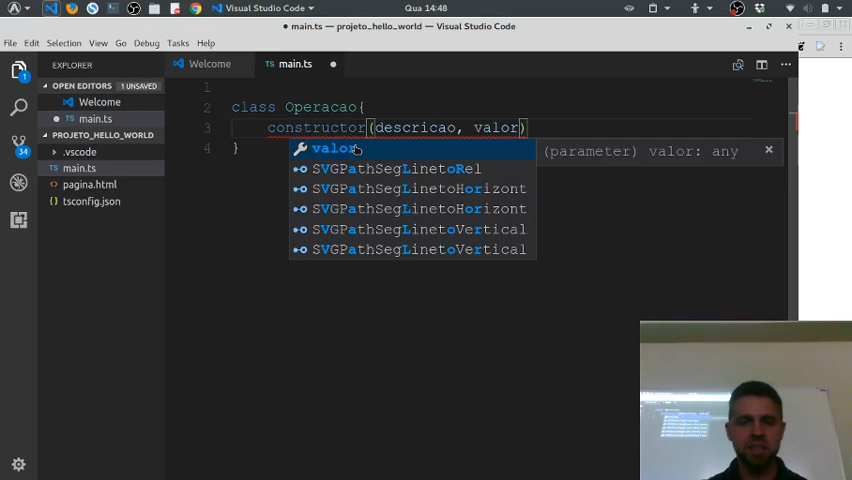 Visual Studio Code
Qua 14:48
main.ts • projeto_hello_world - Visual Studio Code
File Edit Selection View Go Debug Tasks Help
EXPLORER
Welcome
main.ts
OPEN EDITORS 1 UNSAVED
Welcome
main.ts
PROJETO_HELLO_WORLD
.vscode
main.ts
pagina.html
tsconfig.json
1
34
1
2 class Operacao{
3 constructor(descricao, valor)
4 }
valor
(parameter) valor: any
SVGPathSegLinetoRel
SVGPathSegLinetoHorizont
SVGPathSegLinetoHorizont
SVGPathSegLinetoVertical
SVGPathSegLinetoVertical